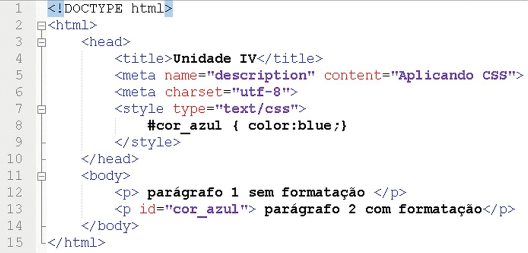 1 <!DOCTYPE html>
2 <html>
3 <head>
4 <title>Unidade IV</title>
5 <meta name="description" content="Aplicando CSS">
6 <meta charset="utf-8">
7 <style type="text/css">
8 #cor_azul { color:blue;}
9 </style>
10 </head>
11 <body>
12 <p> parágrafo 1 sem formatação </p>
13 <p id="cor_azul"> parágrafo 2 com formatação</p>
14 </body>
15 </html>